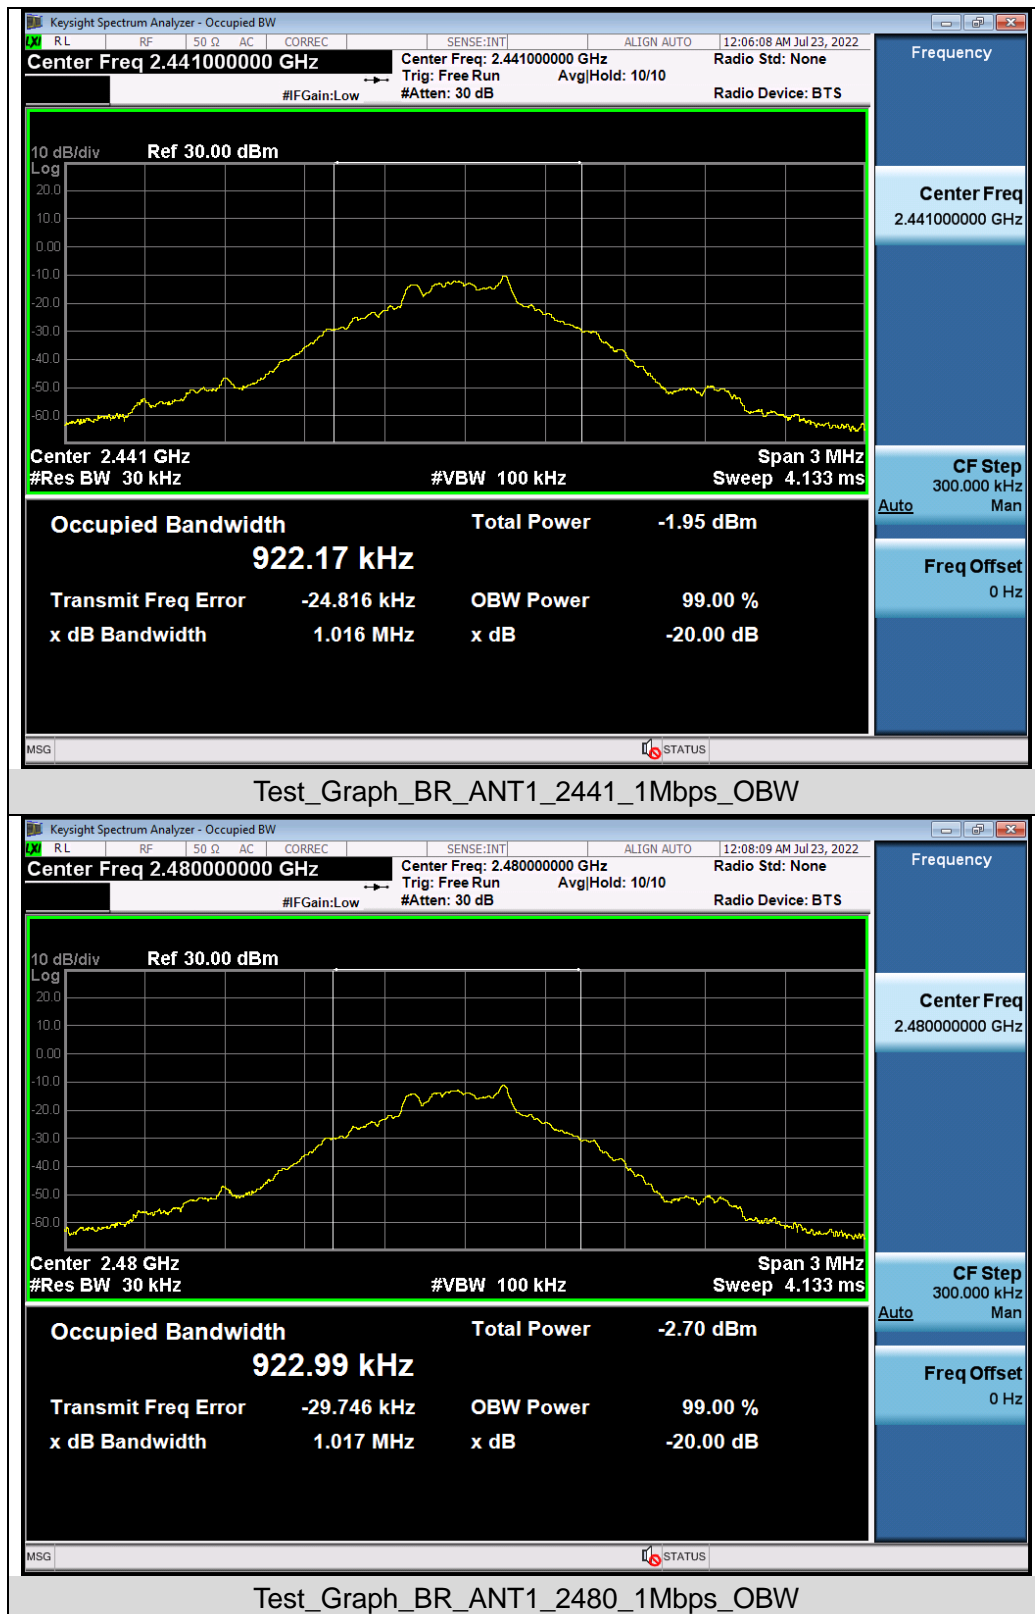 Keysight Spectrum Analyzer - Occupied BW
LXI RL RF 50 Ω AC CORREC SENSE:INT ALIGN AUTO 12:06:08 AM Jul 23, 2022
Center Freq 2.441000000 GHz
Center Freq: 2.441000000 GHz Radio Std: None
Trig: Free Run Avg|Hold: 10/10
#IFGain:Low #Atten: 30 dB Radio Device: BTS
Frequency
10 dB/div Ref 30.00 dBm
Log
20.0
10.0
0.00
-10.0
-20.0
-30.0
-40.0
-50.0
-60.0
Center 2.441 GHz Span 3 MHz
#Res BW 30 kHz #VBW 100 kHz Sweep 4.133 ms
Center Freq
2.441000000 GHz
CF Step
300.000 kHz
Auto Man
Freq Offset
0 Hz
Occupied Bandwidth Total Power -1.95 dBm
922.17 kHz
Transmit Freq Error -24.816 kHz OBW Power 99.00 %
x dB Bandwidth 1.016 MHz x dB -20.00 dB
MSG STATUS
Test_Graph_BR_ANT1_2441_1Mbps_OBW
Keysight Spectrum Analyzer - Occupied BW
LXI RL RF 50 Ω AC CORREC SENSE:INT ALIGN AUTO 12:08:09 AM Jul 23, 2022
Center Freq 2.480000000 GHz
Center Freq: 2.480000000 GHz Radio Std: None
Trig: Free Run Avg|Hold: 10/10
#IFGain:Low #Atten: 30 dB Radio Device: BTS
Frequency
10 dB/div Ref 30.00 dBm
Log
20.0
10.0
0.00
-10.0
-20.0
-30.0
-40.0
-50.0
-60.0
Center 2.48 GHz Span 3 MHz
#Res BW 30 kHz #VBW 100 kHz Sweep 4.133 ms
Center Freq
2.480000000 GHz
CF Step
300.000 kHz
Auto Man
Freq Offset
0 Hz
Occupied Bandwidth Total Power -2.70 dBm
922.99 kHz
Transmit Freq Error -29.746 kHz OBW Power 99.00 %
x dB Bandwidth 1.017 MHz x dB -20.00 dB
MSG STATUS
Test_Graph_BR_ANT1_2480_1Mbps_OBW